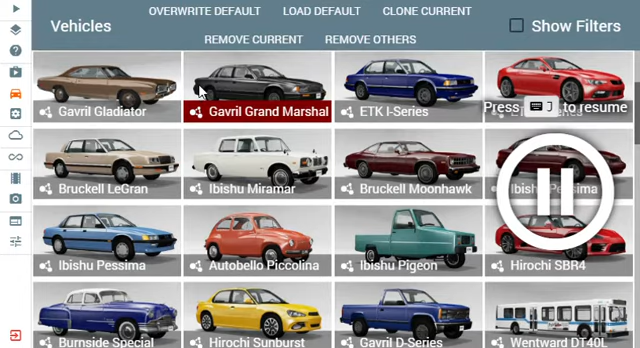 OVERWRITE DEFAULT LOAD DEFAULT CLONE CURRENT
Vehicles
Show Filters
REMOVE CURRENT REMOVE OTHERS
Gavril Gladiator
Gavril Grand Marshal
ETK I-Series
Press J to resume
Bruckell LeGran
Ibishu Miramar
Bruckell Moonhawk
Ibishu Pessima
Ibishu Pessima
Autobello Piccolina
Ibishu Pigeon
Hirochi SBR4
Burnside Special
Hirochi Sunburst
Gavril D-Series
Wentward DT40L